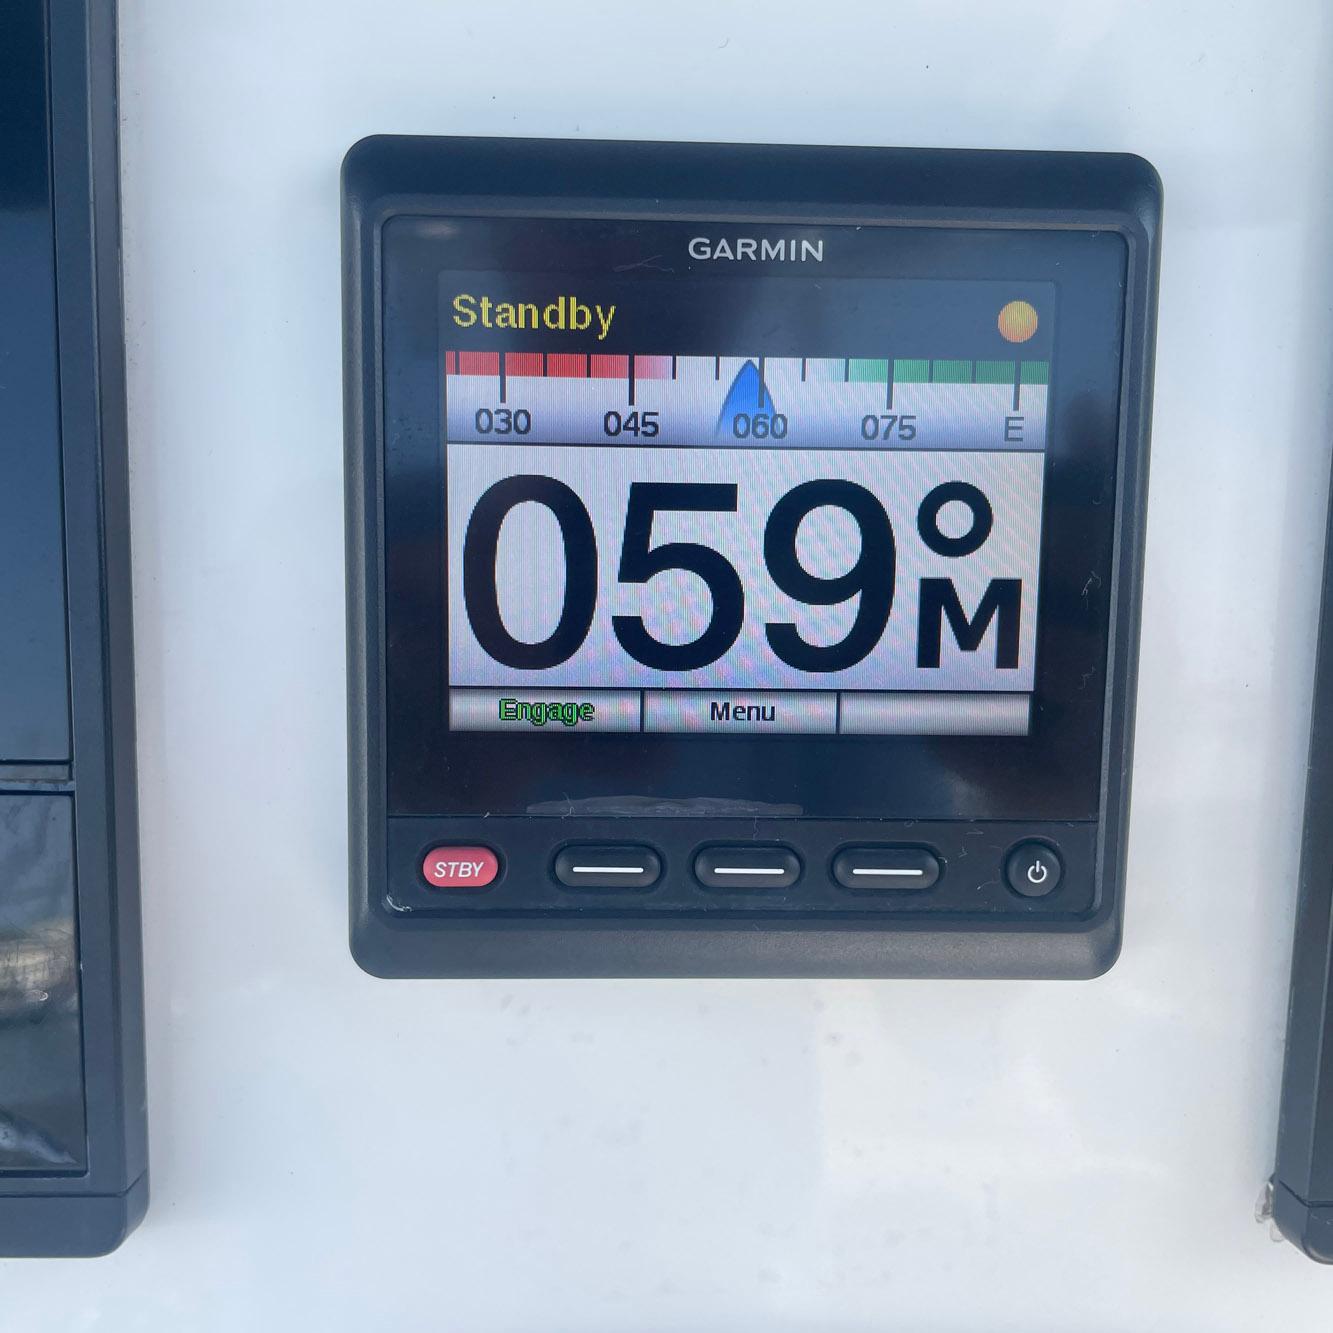 GARMIN
Standby
030 045 060 075 E
059°M
Engage Menu
STBY